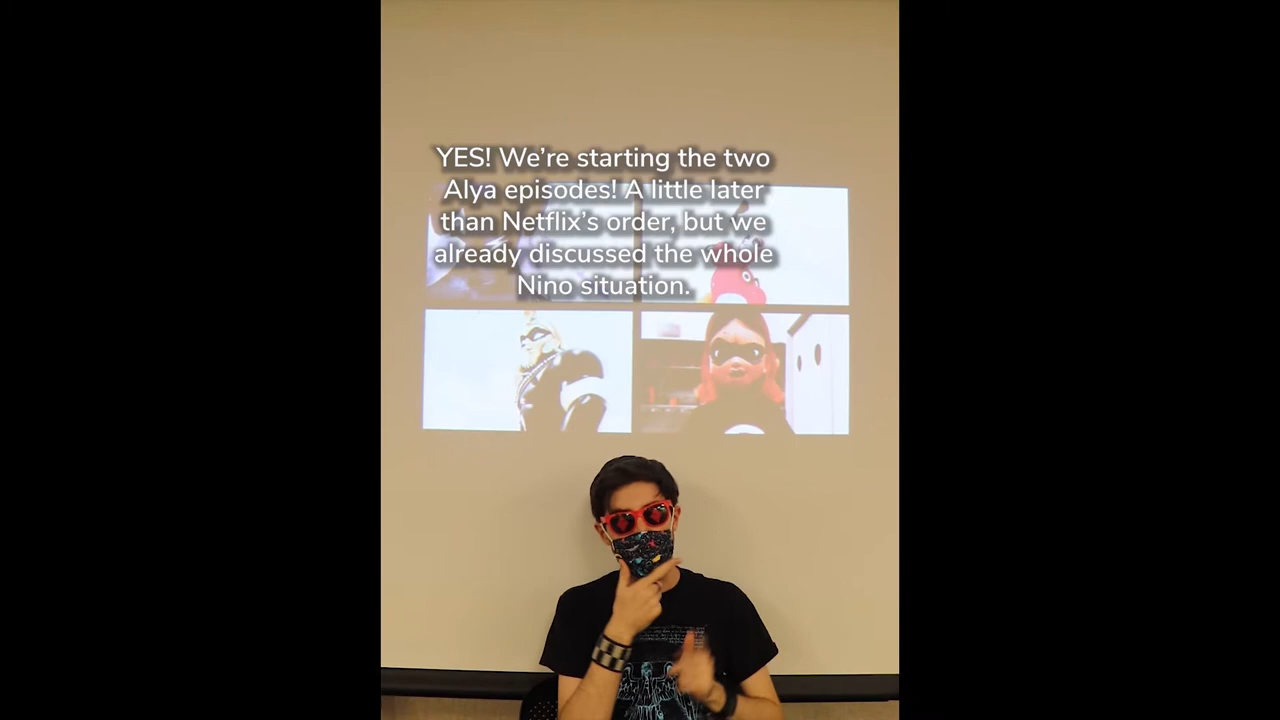 YES! We’re starting the two
Alya episodes! A little later
than Netflix’s order, but we
already discussed the whole
Nino situation.